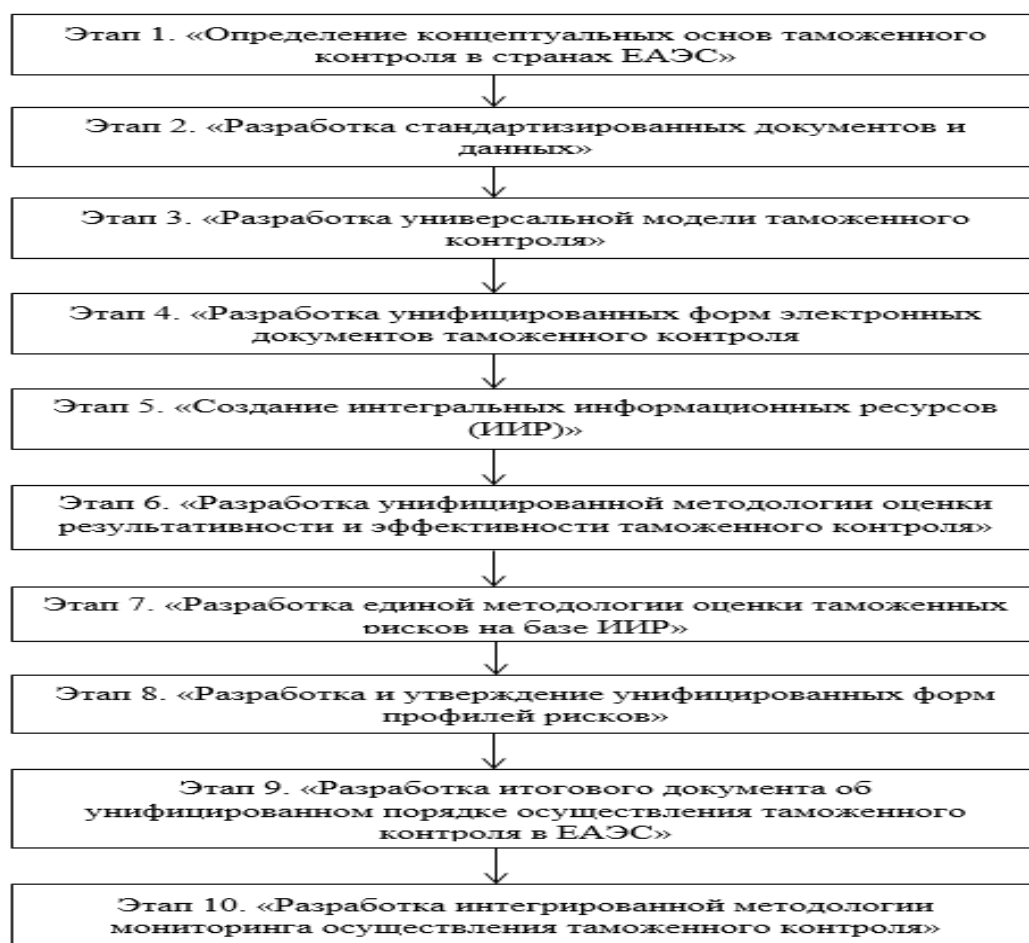 Этап 1. «Определение концептуальных основ таможенного
контроля в странах ЕАЭС»
Этап 2. «Разработка стандартизированных документов и
данных»
Этап 3. «Разработка универсальной модели таможенного
контроля»
Этап 4. «Разработка унифицированных форм электронных
документов таможенного контроля
Этап 5. «Создание интегральных информационных ресурсов
(ИИР)»
Этап 6. «Разработка унифицированной методологии оценки
результативности и эффективности таможенного контроля»
Этап 7. «Разработка единой методологии оценки таможенных
рисков на базе ИИР»
Этап 8. «Разработка и утверждение унифицированных форм
профилей рисков»
Этап 9. «Разработка итогового документа об
унифицированном порядке осуществления таможенного
контроля в ЕАЭС»
Этап 10. «Разработка интегрированной методологии
мониторинга осуществления таможенного контроля»